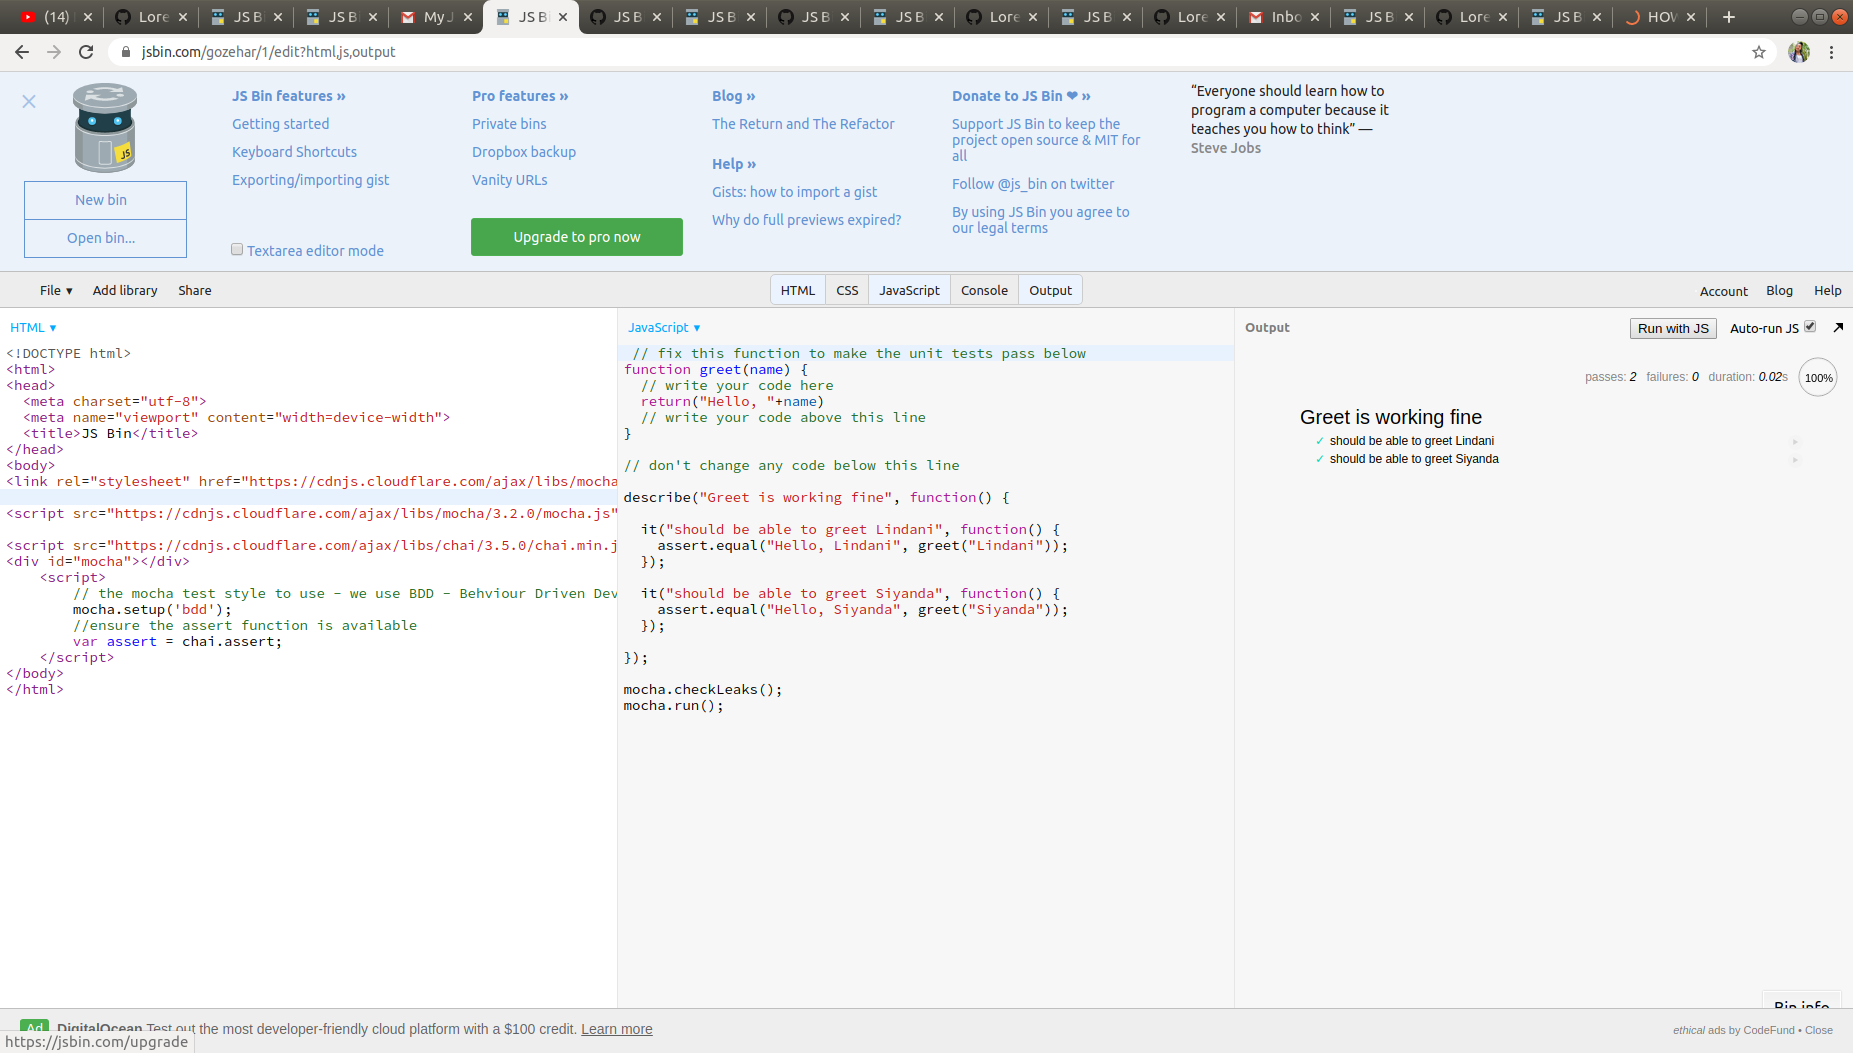 (14)
Lore
JS B
JS B
My J
JS B
JS B
JS B
JS B
JS B
Lore
JS B
Lore
Inbo
JS B
Lore
JS B
HOW
jsbin.com/gozehar/1/edit?html,js,output
JS
New bin
Open bin...
JS Bin features »
Getting started
Keyboard Shortcuts
Exporting/importing gist
Textarea editor mode
Pro features »
Private bins
Dropbox backup
Vanity URLs
Upgrade to pro now
Blog »
The Return and The Refactor
Help »
Gists: how to import a gist
Why do full previews expired?
Donate to JS Bin ❤ »
Support JS Bin to keep the
project open source & MIT for
all
Follow @js_bin on twitter
By using JS Bin you agree to
our legal terms
“Everyone should learn how to
program a computer because it
teaches you how to think” —
Steve Jobs
File ▾ Add library Share
HTML CSS JavaScript Console Output
Account Blog Help
HTML ▾
<!DOCTYPE html>
<html>
<head>
  <meta charset="utf-8">
  <meta name="viewport" content="width=device-width">
  <title>JS Bin</title>
</head>
<body>
<link rel="stylesheet" href="https://cdnjs.cloudflare.com/ajax/libs/mocha
<script src="https://cdnjs.cloudflare.com/ajax/libs/mocha/3.2.0/mocha.js"
<script src="https://cdnjs.cloudflare.com/ajax/libs/chai/3.5.0/chai.min.j
<div id="mocha"></div>
    <script>
        // the mocha test style to use - we use BDD - Behviour Driven Dev
        mocha.setup('bdd');
        //ensure the assert function is available
        var assert = chai.assert;
    </script>
</body>
</html>
JavaScript ▾
// fix this function to make the unit tests pass below
function greet(name) {
  // write your code here
  return("Hello, "+name)
  // write your code above this line
}
// don't change any code below this line
describe("Greet is working fine", function() {
  it("should be able to greet Lindani", function() {
    assert.equal("Hello, Lindani", greet("Lindani"));
  });
  it("should be able to greet Siyanda", function() {
    assert.equal("Hello, Siyanda", greet("Siyanda"));
  });
});
mocha.checkLeaks();
mocha.run();
Output
Run with JS Auto-run JS
passes: 2 failures: 0 duration: 0.02s 100%
Greet is working fine
✓ should be able to greet Lindani
✓ should be able to greet Siyanda
Bin info
Ad DigitalOcean Test out the most developer-friendly cloud platform with a $100 credit. Learn more
ethical ads by CodeFund • Close
https://jsbin.com/upgrade